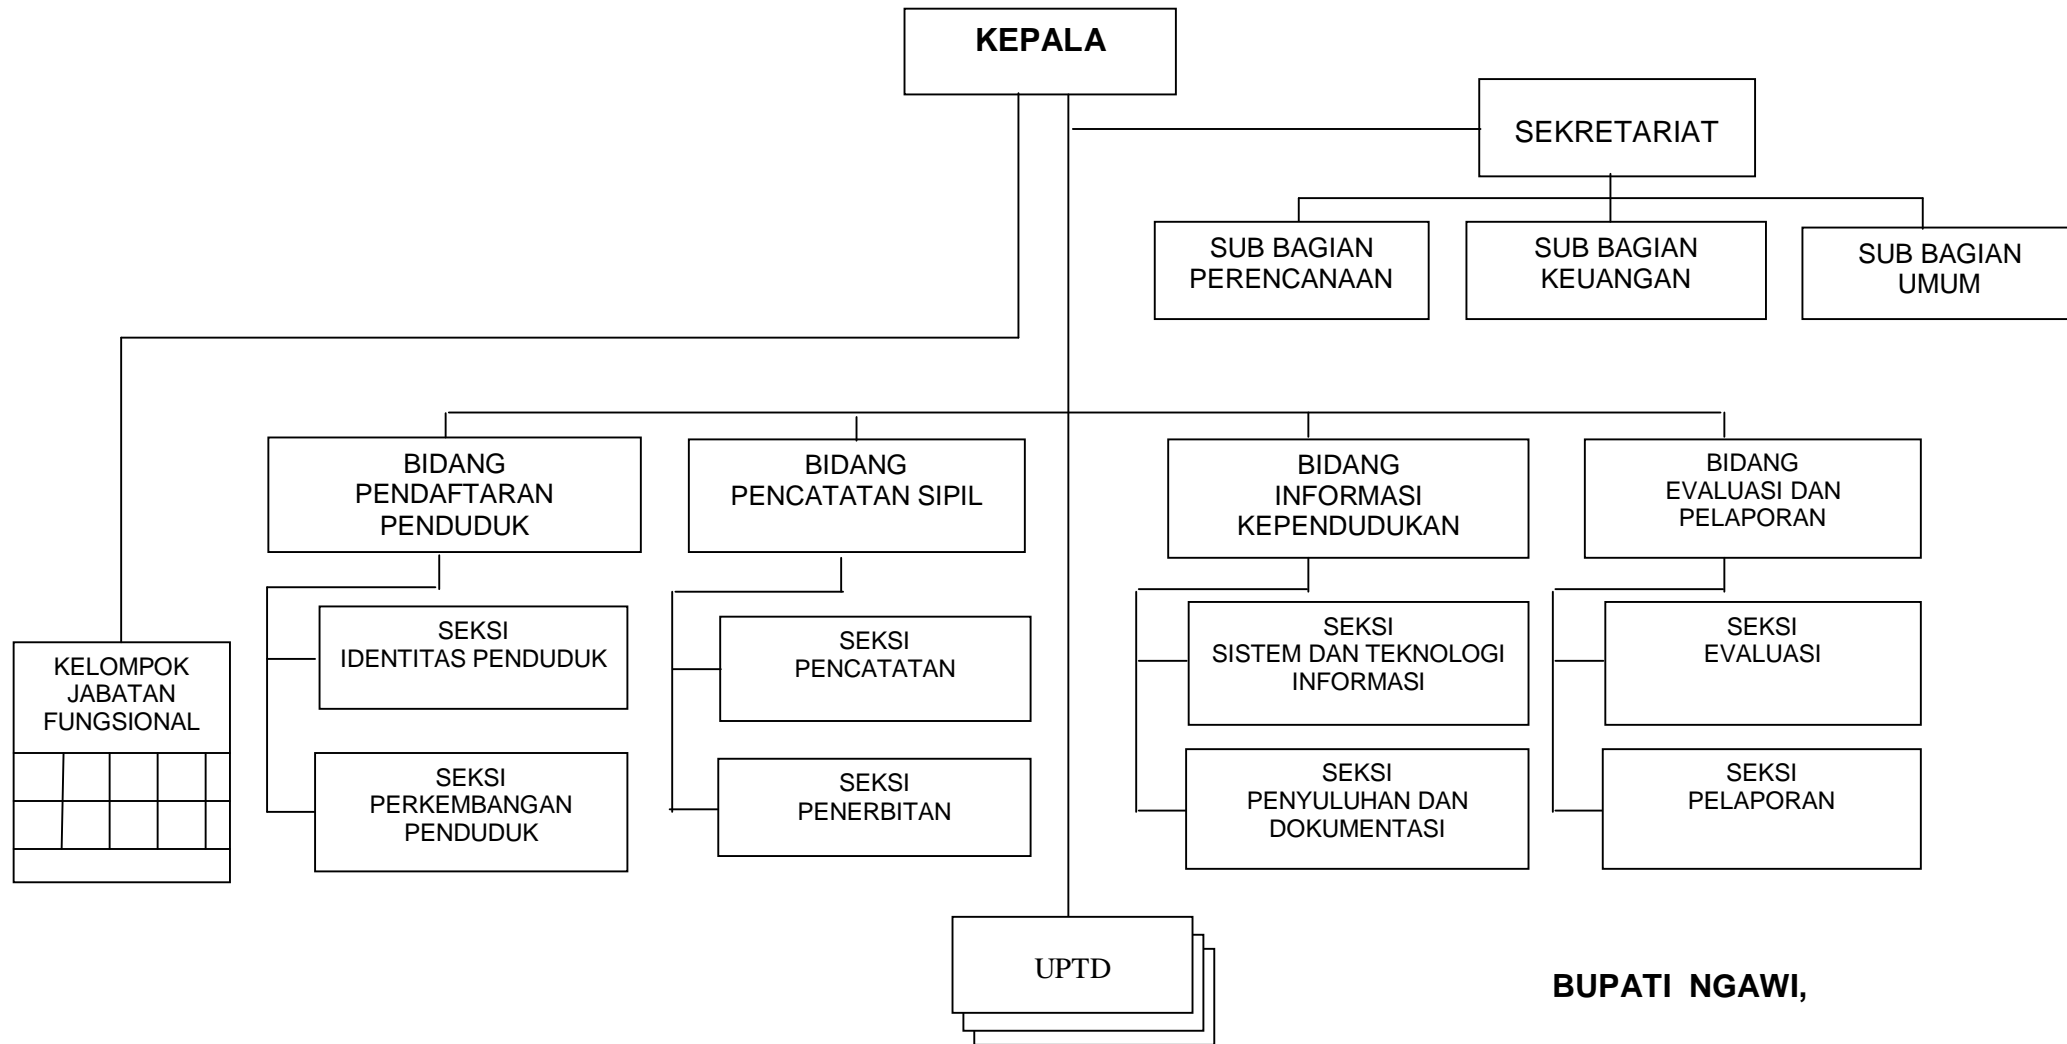 KEPALA
SEKRETARIAT
SUB BAGIAN
PERENCANAAN
SUB BAGIAN
KEUANGAN
SUB BAGIAN
UMUM
BIDANG
PENDAFTARAN
PENDUDUK
BIDANG
PENCATATAN SIPIL
BIDANG
INFORMASI
KEPENDUDUKAN
BIDANG
EVALUASI DAN
PELAPORAN
KELOMPOK
JABATAN
FUNGSIONAL
SEKSI
IDENTITAS PENDUDUK
SEKSI
PENCATATAN
SEKSI
SISTEM DAN TEKNOLOGI
INFORMASI
SEKSI
EVALUASI
SEKSI
PERKEMBANGAN
PENDUDUK
SEKSI
PENERBITAN
SEKSI
PENYULUHAN DAN
DOKUMENTASI
SEKSI
PELAPORAN
UPTD
BUPATI NGAWI,